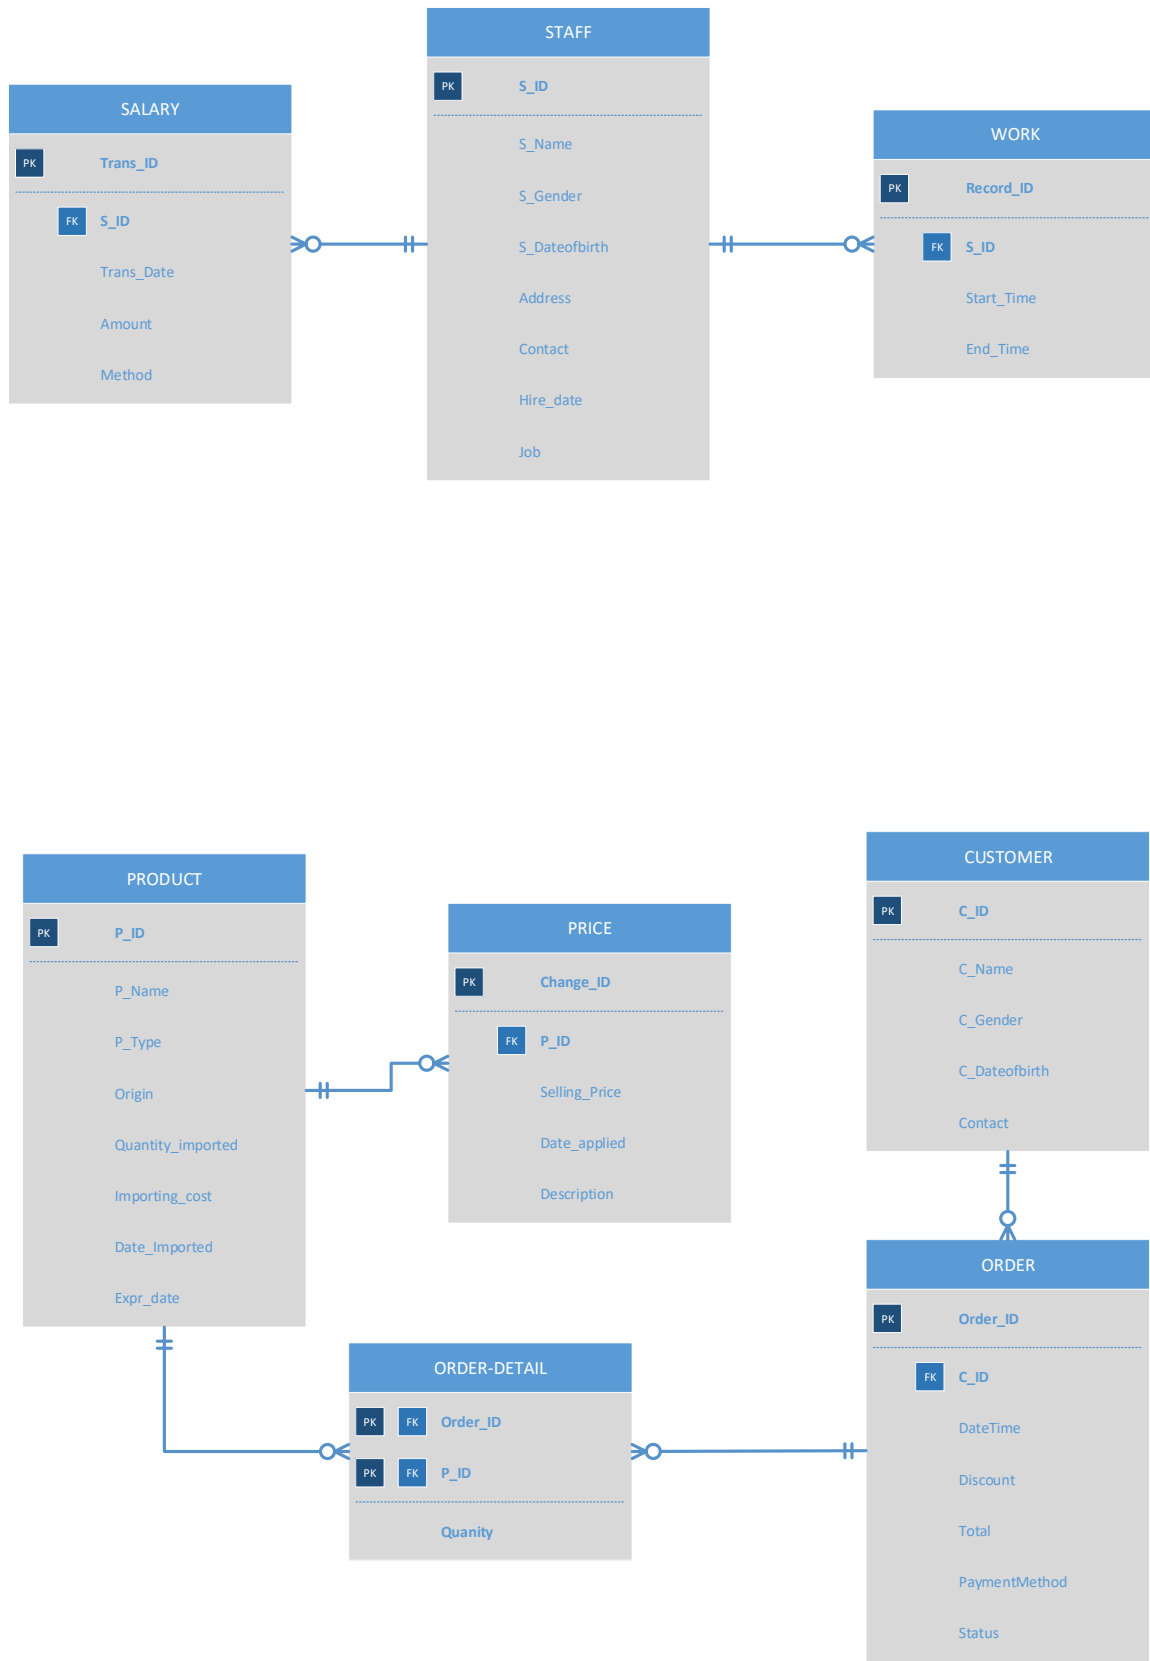 STAFF
PK S_ID
S_Name
S_Gender
S_Dateofbirth
Address
Contact
Hire_date
Job
SALARY
PK Trans_ID
FK S_ID
Trans_Date
Amount
Method
WORK
PK Record_ID
FK S_ID
Start_Time
End_Time
PRODUCT
PK P_ID
P_Name
P_Type
Origin
Quantity_imported
Importing_cost
Date_Imported
Expr_date
PRICE
PK Change_ID
FK P_ID
Selling_Price
Date_applied
Description
CUSTOMER
PK C_ID
C_Name
C_Gender
C_Dateofbirth
Contact
ORDER-DETAIL
PK FK Order_ID
PK FK P_ID
Quanity
ORDER
PK Order_ID
FK C_ID
DateTime
Discount
Total
PaymentMethod
Status